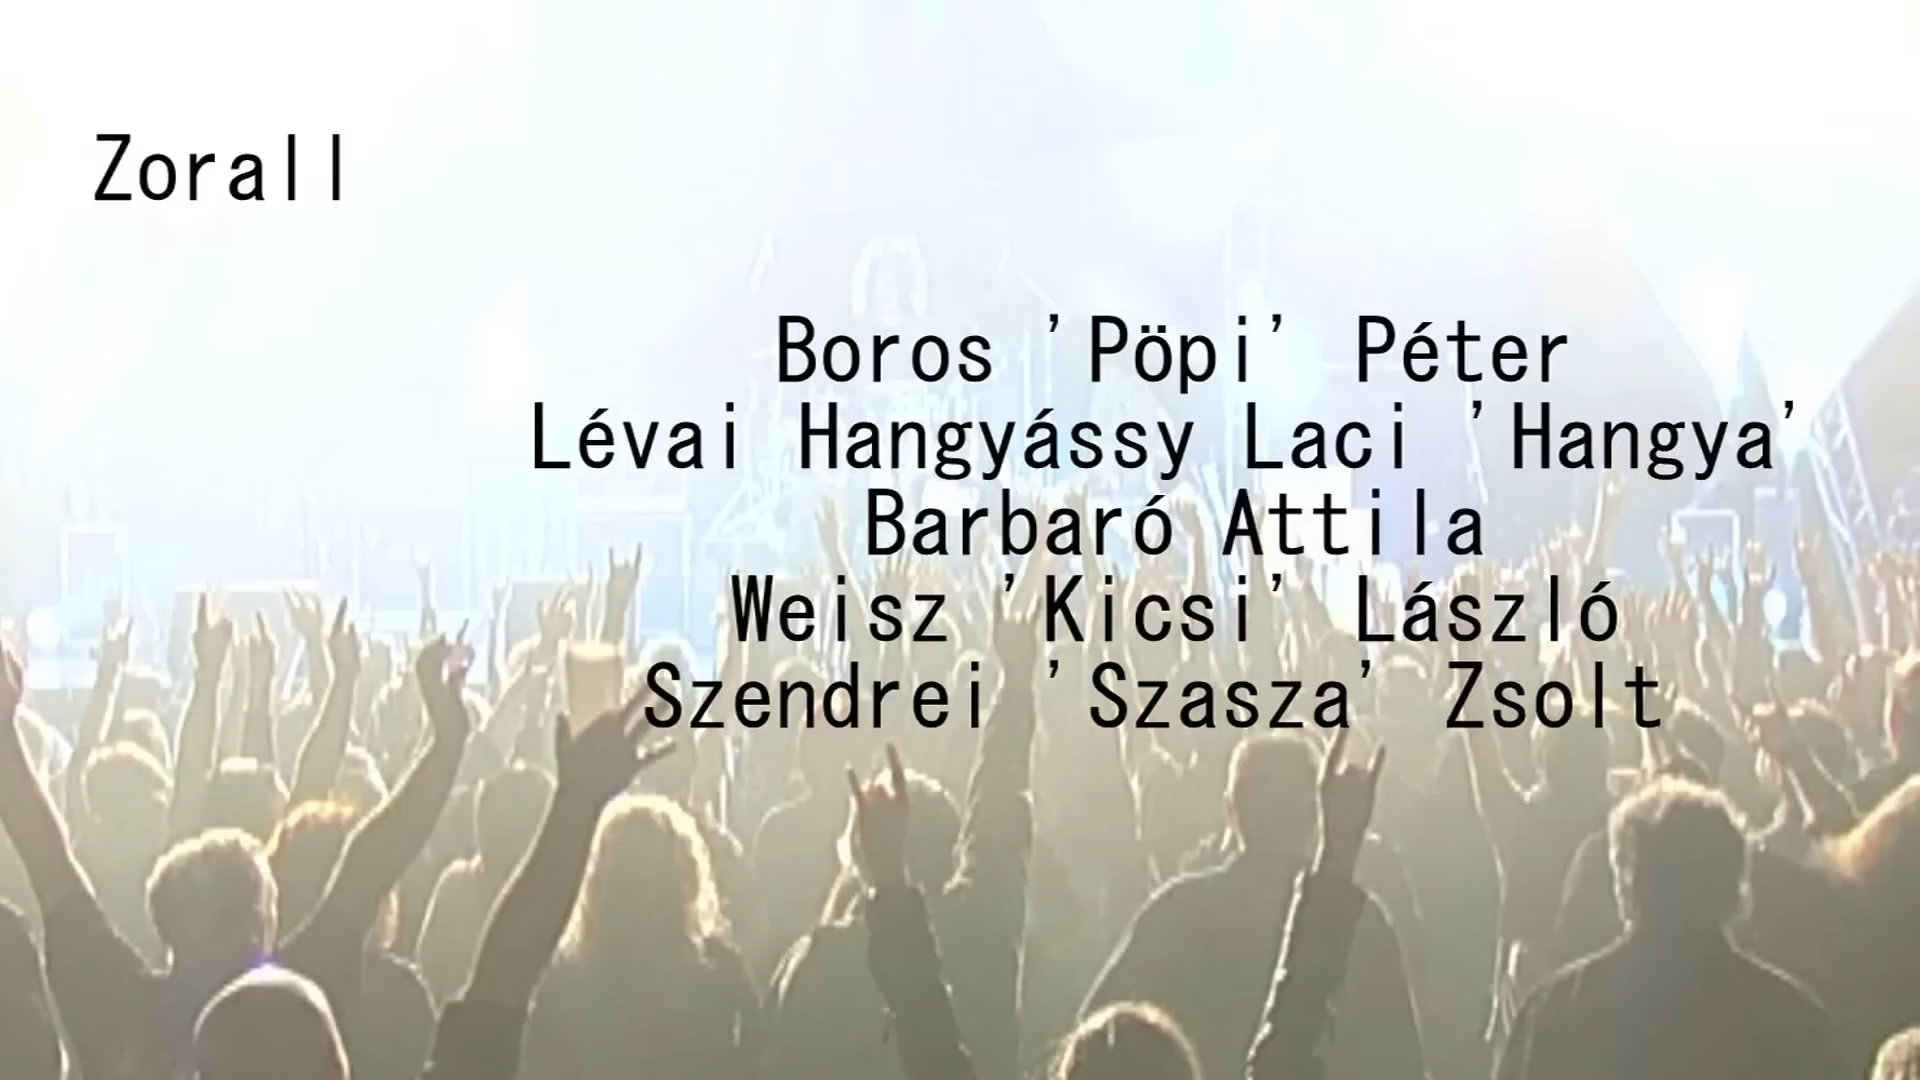 Zorall
Boros 'Pöpi' Péter
Lévai Hangyássy Laci 'Hangya'
Barbaró Attila
Weisz 'Kicsi' László
Szendrei 'Szasza' Zsolt